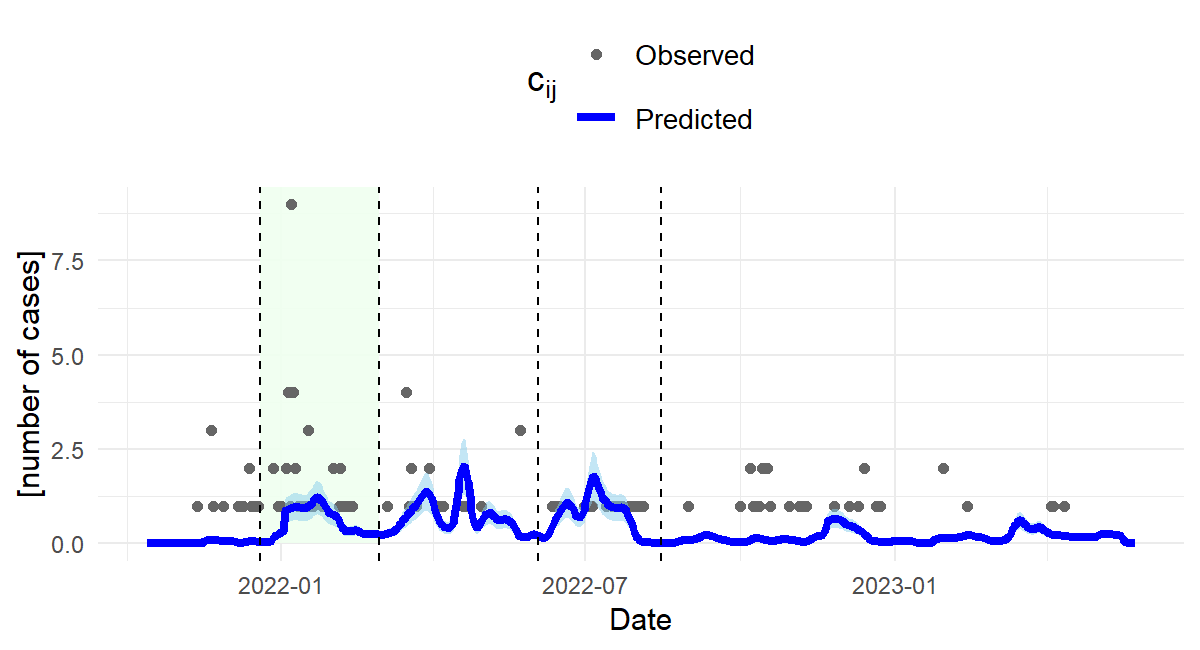 Observed
c_ij
Predicted
[number of cases]
7.5
5.0
2.5
0.0
2022-01
2022-07
2023-01
Date